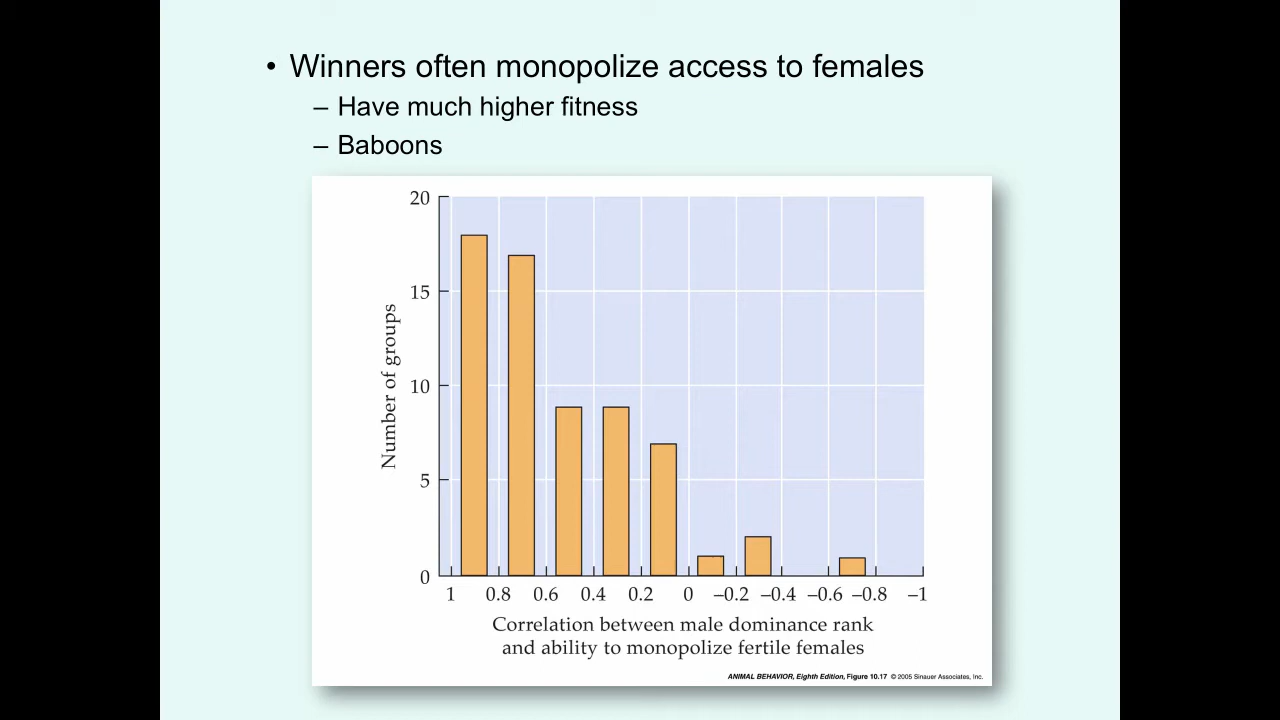 • Winners often monopolize access to females
– Have much higher fitness
– Baboons
20
15
10
5
0
Number of groups
1 0.8 0.6 0.4 0.2 0 –0.2 –0.4 –0.6 –0.8 –1
Correlation between male dominance rank
and ability to monopolize fertile females
ANIMAL BEHAVIOR, Eighth Edition, Figure 10.17 © 2005 Sinauer Associates, Inc.